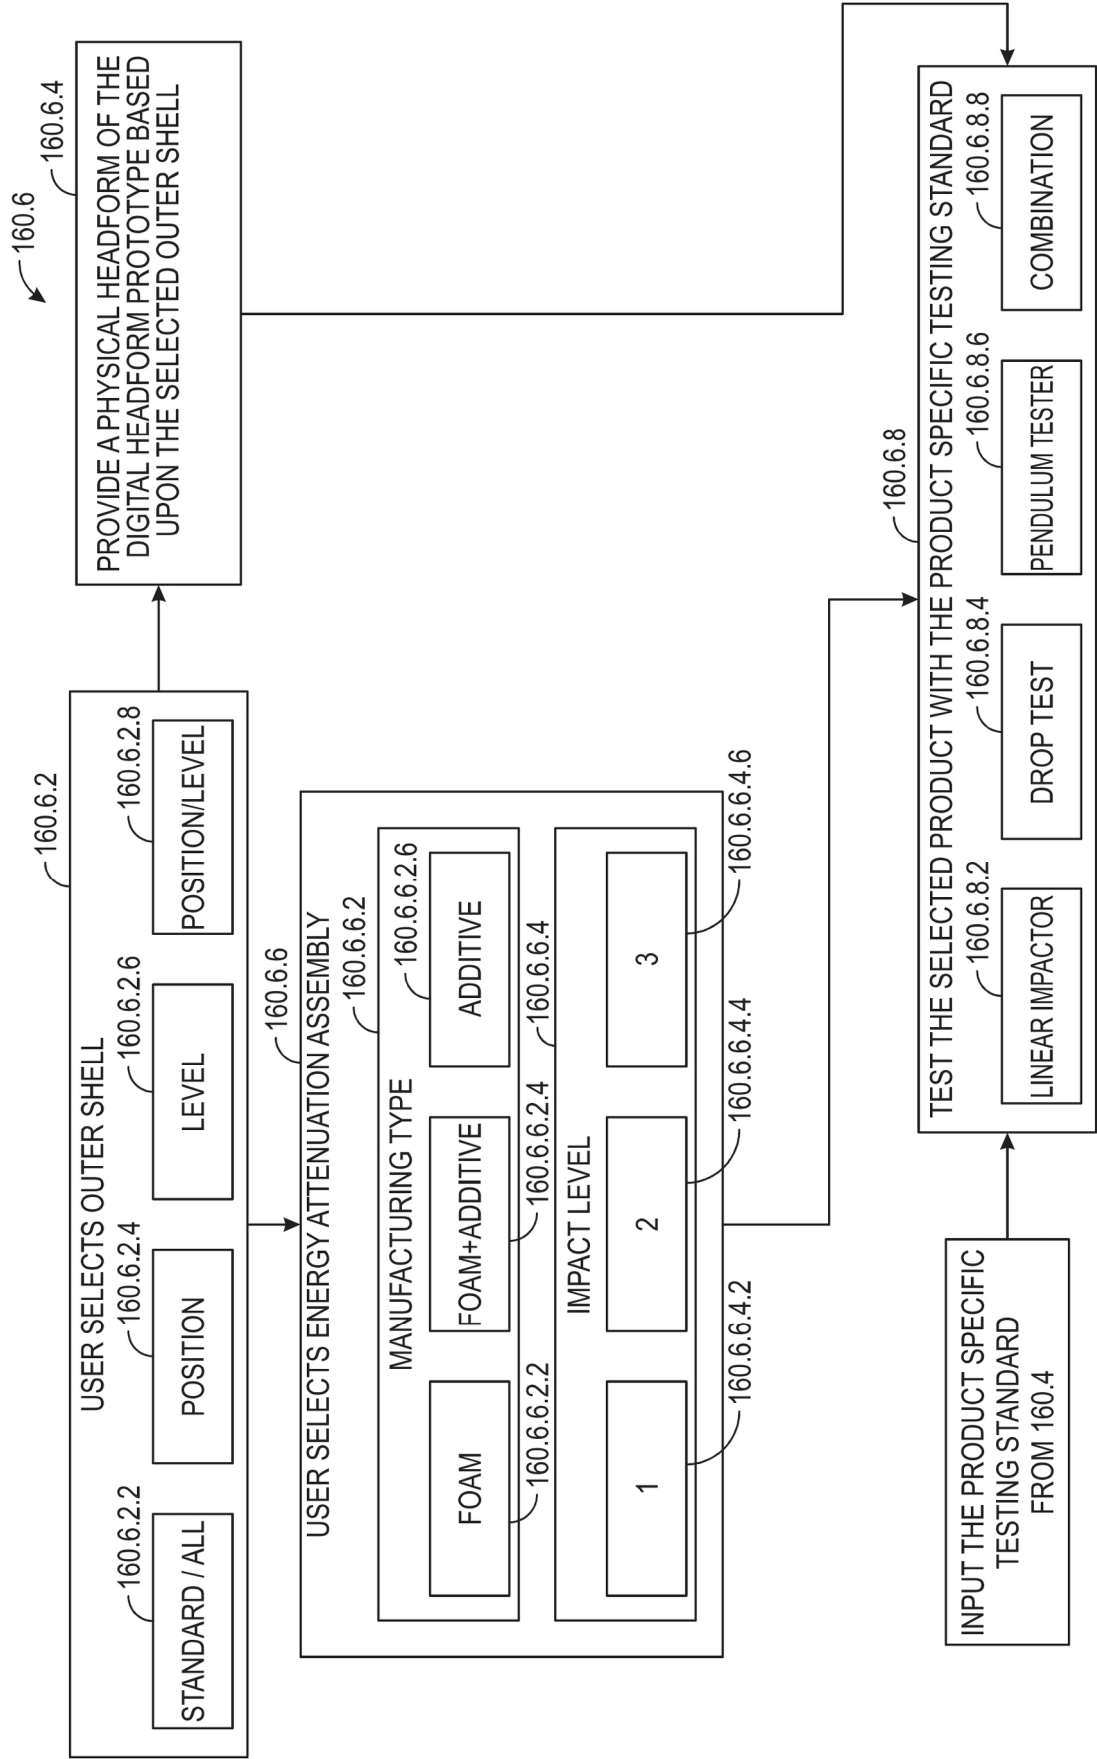 160.6
160.6.2
USER SELECTS OUTER SHELL
160.6.2.2
STANDARD / ALL
160.6.2.4
POSITION
160.6.2.6
LEVEL
160.6.2.8
POSITION/LEVEL
160.6.4
PROVIDE A PHYSICAL HEADFORM OF THE
DIGITAL HEADFORM PROTOTYPE BASED
UPON THE SELECTED OUTER SHELL
160.6.6
USER SELECTS ENERGY ATTENUATION ASSEMBLY
160.6.6.2
MANUFACTURING TYPE
FOAM
160.6.6.2.2
FOAM+ADDITIVE
160.6.6.2.4
160.6.6.2.6
ADDITIVE
160.6.6.4
IMPACT LEVEL
1
160.6.6.4.2
2
160.6.6.4.4
3
160.6.6.4.6
160.6.8
TEST THE SELECTED PRODUCT WITH THE PRODUCT SPECIFIC TESTING STANDARD
160.6.8.2
LINEAR IMPACTOR
160.6.8.4
DROP TEST
160.6.8.6
PENDULUM TESTER
160.6.8.8
COMBINATION
INPUT THE PRODUCT SPECIFIC
TESTING STANDARD
FROM 160.4